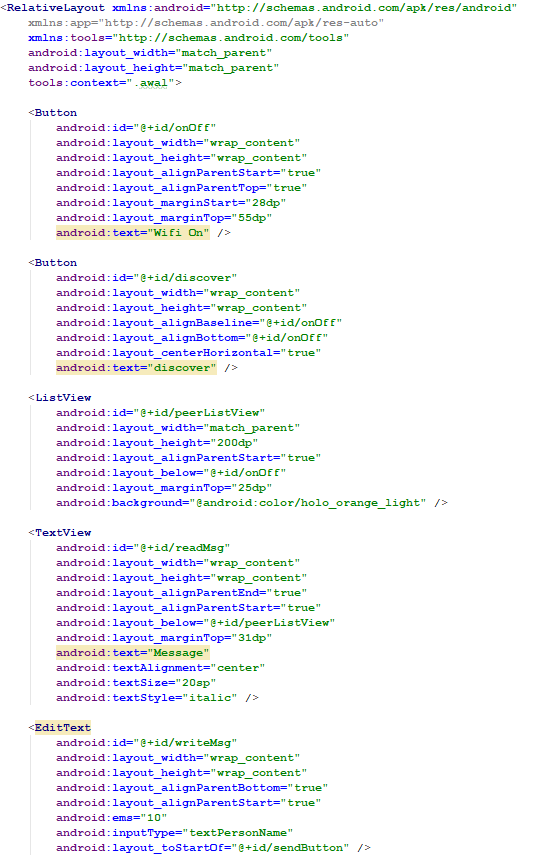 <RelativeLayout xmlns:android="http://schemas.android.com/apk/res/android"
xmlns:app="http://schemas.android.com/apk/res-auto"
xmlns:tools="http://schemas.android.com/tools"
android:layout_width="match_parent"
android:layout_height="match_parent"
tools:context=".awal">
<Button
android:id="@+id/onOff"
android:layout_width="wrap_content"
android:layout_height="wrap_content"
android:layout_alignParentStart="true"
android:layout_alignParentTop="true"
android:layout_marginStart="28dp"
android:layout_marginTop="55dp"
android:text="Wifi On" />
<Button
android:id="@+id/discover"
android:layout_width="wrap_content"
android:layout_height="wrap_content"
android:layout_alignBaseline="@+id/onOff"
android:layout_alignBottom="@+id/onOff"
android:layout_centerHorizontal="true"
android:text="discover" />
<ListView
android:id="@+id/peerListView"
android:layout_width="match_parent"
android:layout_height="200dp"
android:layout_alignParentStart="true"
android:layout_below="@+id/onOff"
android:layout_marginTop="25dp"
android:background="@android:color/holo_orange_light" />
<TextView
android:id="@+id/readMsg"
android:layout_width="wrap_content"
android:layout_height="wrap_content"
android:layout_alignParentEnd="true"
android:layout_alignParentStart="true"
android:layout_below="@+id/peerListView"
android:layout_marginTop="31dp"
android:text="Message"
android:textAlignment="center"
android:textSize="20sp"
android:textStyle="italic" />
<EditText
android:id="@+id/writeMsg"
android:layout_width="wrap_content"
android:layout_height="wrap_content"
android:layout_alignParentBottom="true"
android:layout_alignParentStart="true"
android:ems="10"
android:inputType="textPersonName"
android:layout_toStartOf="@+id/sendButton" />